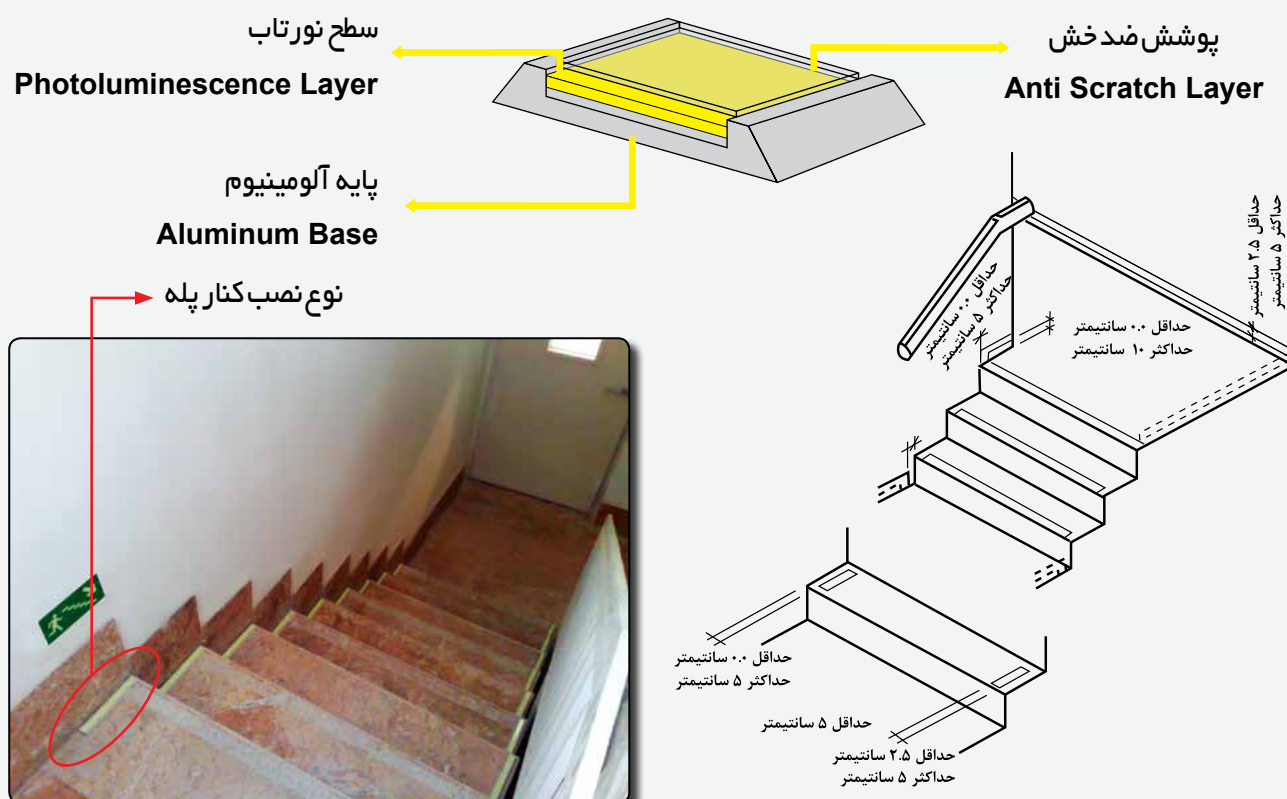 سطح نورتاب
Photoluminescence Layer
پوشش ضدخش
Anti Scratch Layer
پایه آلومینیوم
Aluminum Base
نوع نصب کنار پله
حداقل ۲.۵ سانتیمتر
حداکثر ۵ سانتیمتر
حداقل ۰.۰ سانتیمتر
حداکثر ۵ سانتیمتر
حداقل ۰.۰ سانتیمتر
حداکثر ۱۰ سانتیمتر
حداقل ۰.۰ سانتیمتر
حداکثر ۵ سانتیمتر
حداقل ۵ سانتیمتر
حداقل ۲.۵ سانتیمتر
حداکثر ۵ سانتیمتر